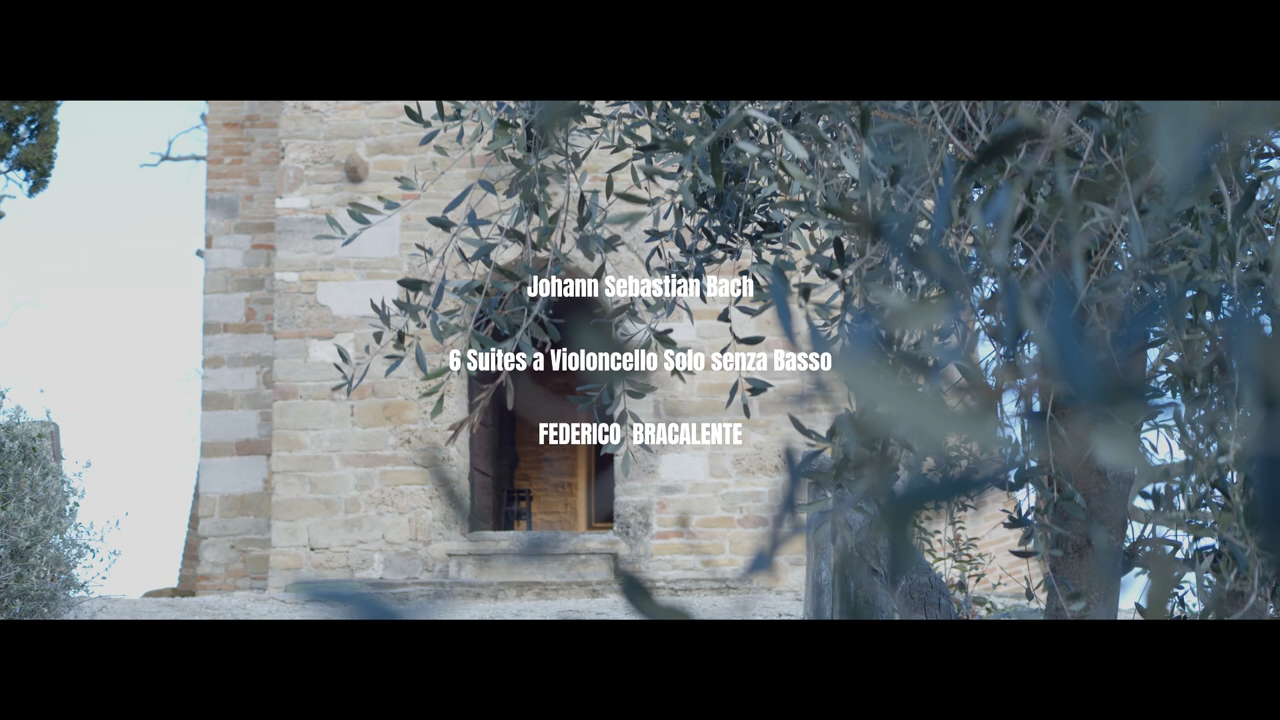 Johann Sebastian Bach
6 Suites a Violoncello Solo senza Basso
FEDERICO BRACALENTE